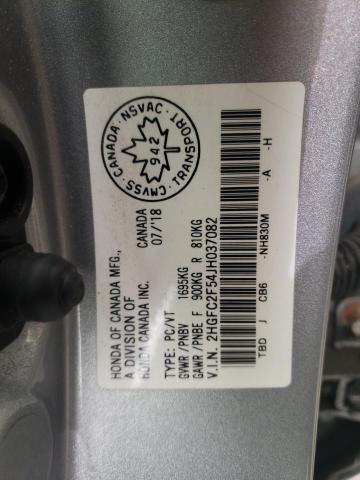 HONDA OF CANADA MFG., CANADA
A DIVISION OF 07/'18
HONDA CANADA INC.
TYPE: PC/VT
GVWR/PNBV 1695KG
GAWR/PNBE F 900KG R 810KG
V.I.N. 2HGFC2F54JH037082
TBD J CB6 -NH830M -A -H
CMVSS · CANADA · NSVAC · TRANSPORT
942